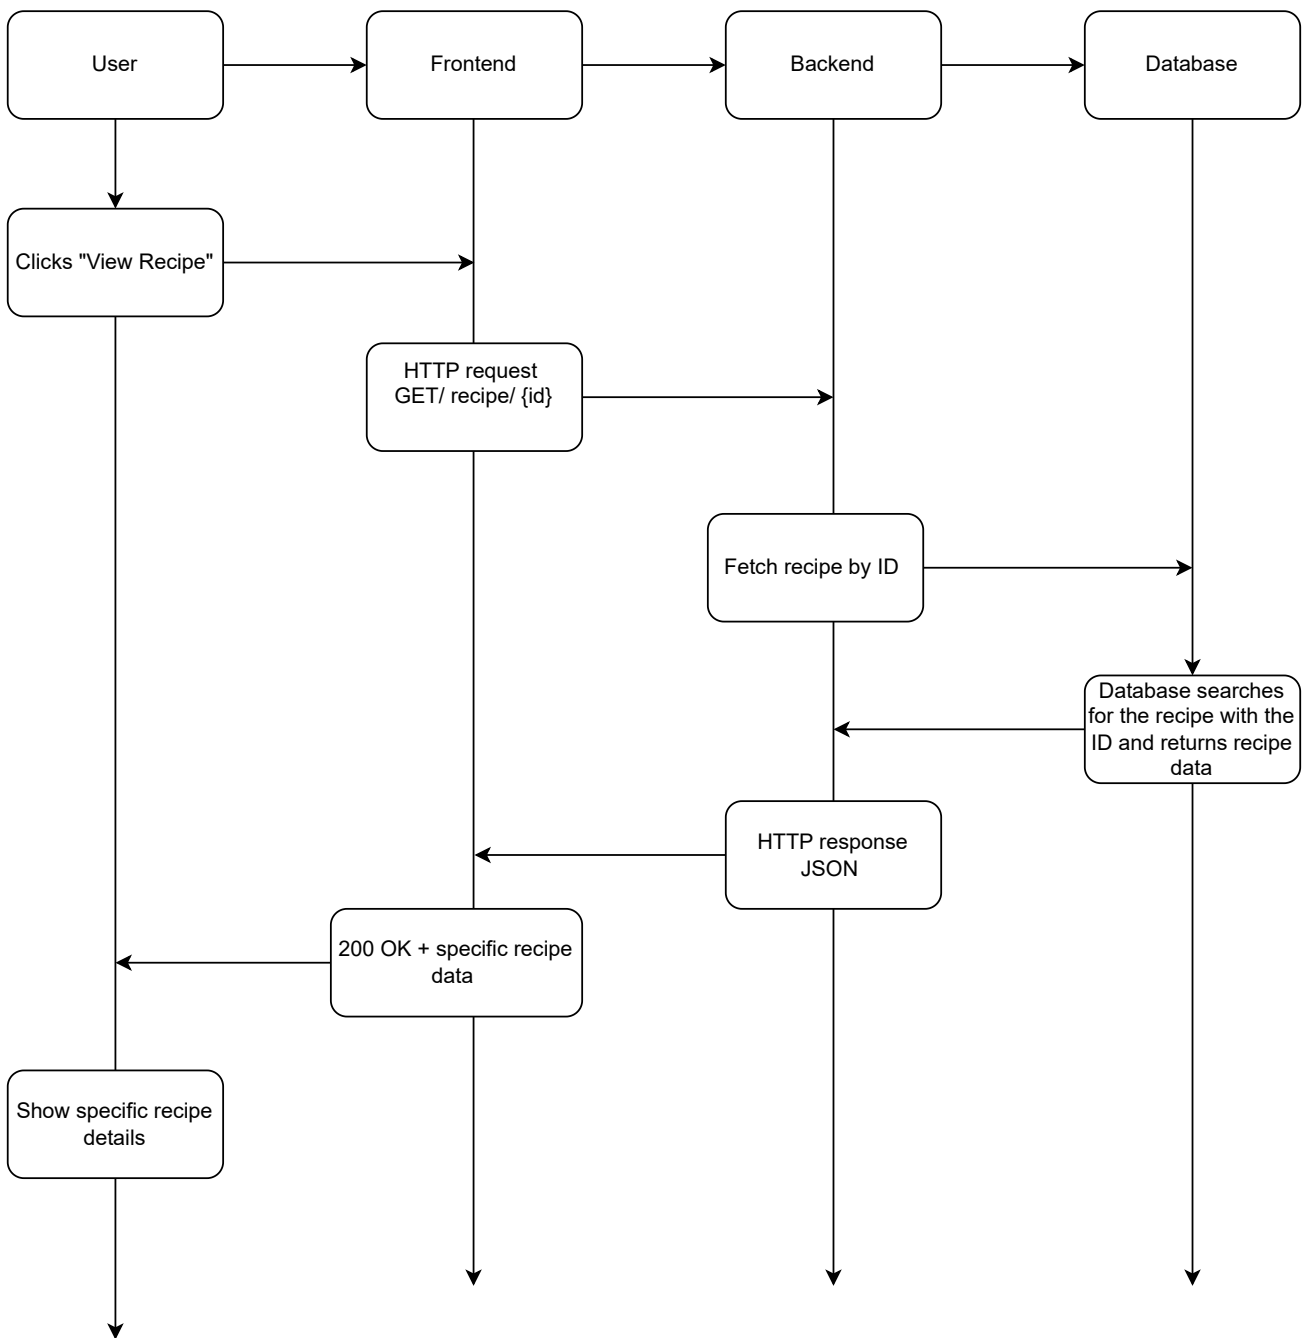 User
Frontend
Backend
Database
Clicks "View Recipe"
HTTP request
GET/ recipe/ {id}
Fetch recipe by ID
Database searches
for the recipe with the
ID and returns recipe
data
HTTP response
JSON
200 OK + specific recipe
data
Show specific recipe
details